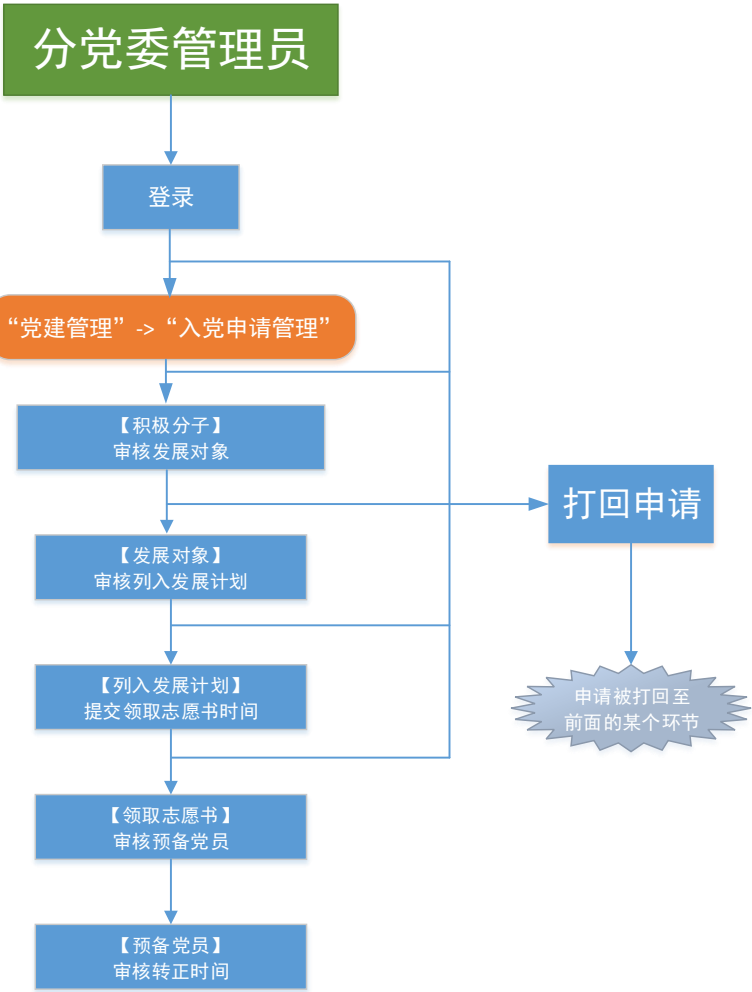 分党委管理员
登录
“党建管理” -> “入党申请管理”
【积极分子】
审核发展对象
打回申请
【发展对象】
审核列入发展计划
【列入发展计划】
提交领取志愿书时间
申请被打回至
前面的某个环节
【领取志愿书】
审核预备党员
【预备党员】
审核转正时间